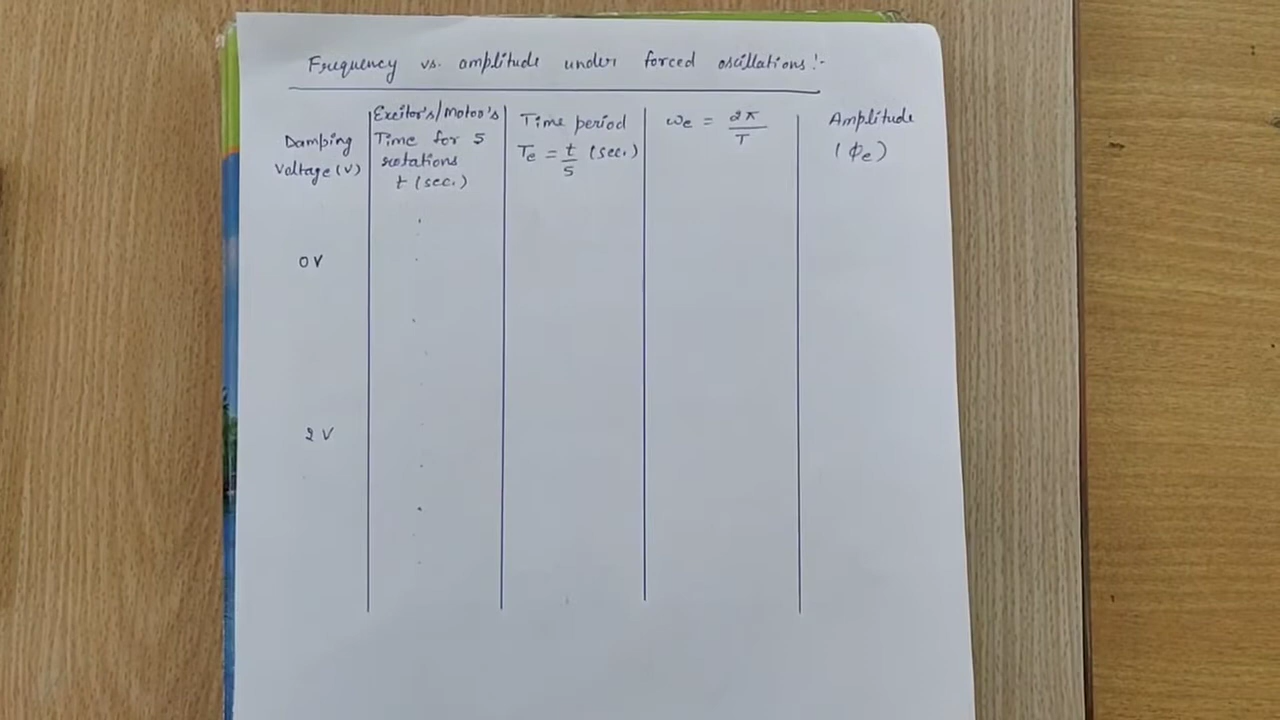 Frequency vs. amplitude under forced oscillations :-
Damping
Voltage (V)
Excitor's/Motor's
Time for 5
rotations
t (sec.)
Time period
Te = t/5 (sec.)
ωe = 2π/T
Amplitude
(Φe)
0 V
2 V